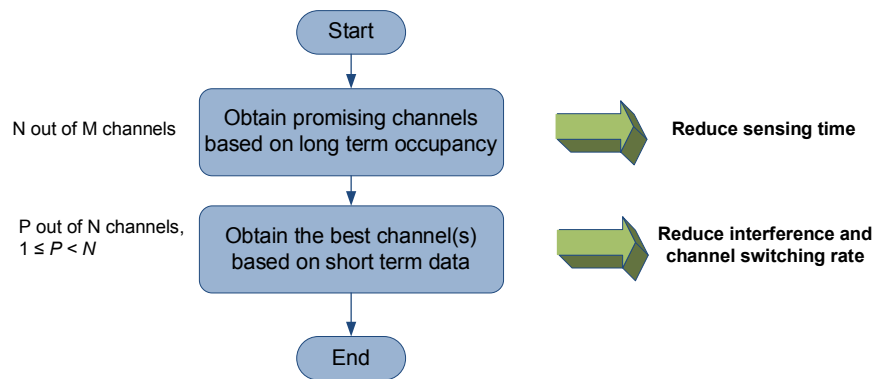 Start
N out of M channels
Obtain promising channels
based on long term occupancy
Reduce sensing time
P out of N channels,
1 ≤ P < N
Obtain the best channel(s)
based on short term data
Reduce interference and
channel switching rate
End